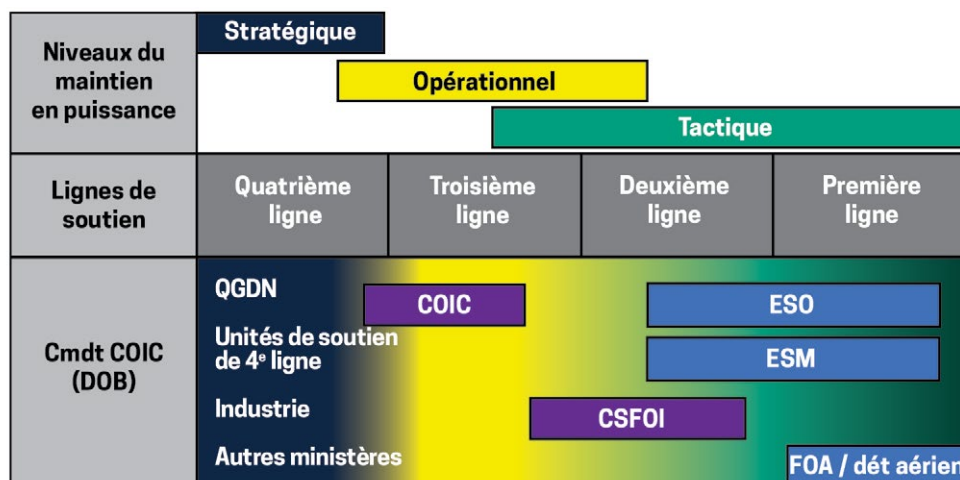 Niveaux du
maintien
en puissance
Stratégique
Opérationnel
Tactique
Lignes de
soutien
Quatrième
ligne
Troisième
ligne
Deuxième
ligne
Première
ligne
Cmdt COIC
(DOB)
QGDN
Unités de soutien
de 4e ligne
Industrie
Autres ministères
COIC
CSFOI
ESO
ESM
FOA / dét aérien